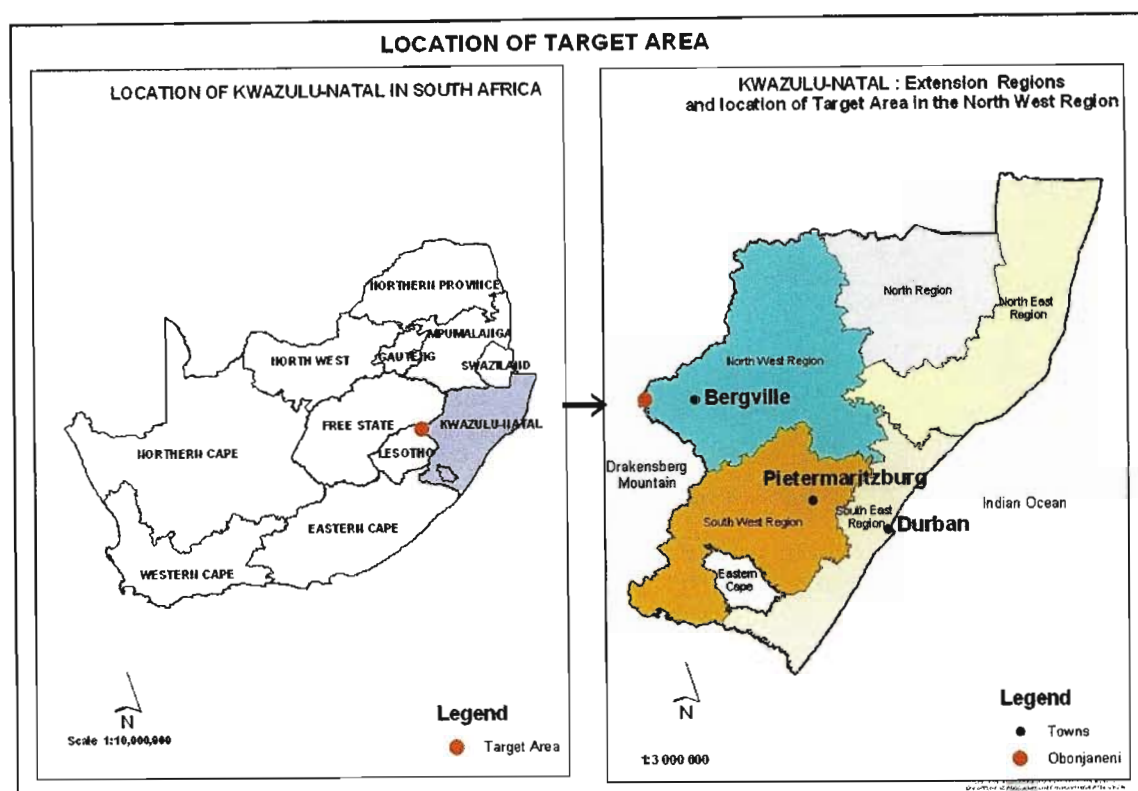 LOCATION OF TARGET AREA
LOCATION OF KWAZULU-NATAL IN SOUTH AFRICA
NORTHERN PROVINCE
MPUMALANGA
NORTH WEST
GAUTENG
SWAZILAND
FREE STATE
KWAZULU-NATAL
LESOTHO
NORTHERN CAPE
EASTERN CAPE
WESTERN CAPE
N
Scale 1:10,000,000
Legend
Target Area
KWAZULU-NATAL : Extension Regions
and location of Target Area in the North West Region
North Region
North East
Region
North West Region
Bergville
Drakensberg
Mountain
Pietermaritzburg
South West Region
South East
Region
Durban
Indian Ocean
Eastern
Cape
N
1:3 000 000
Legend
Towns
Obonjaneni